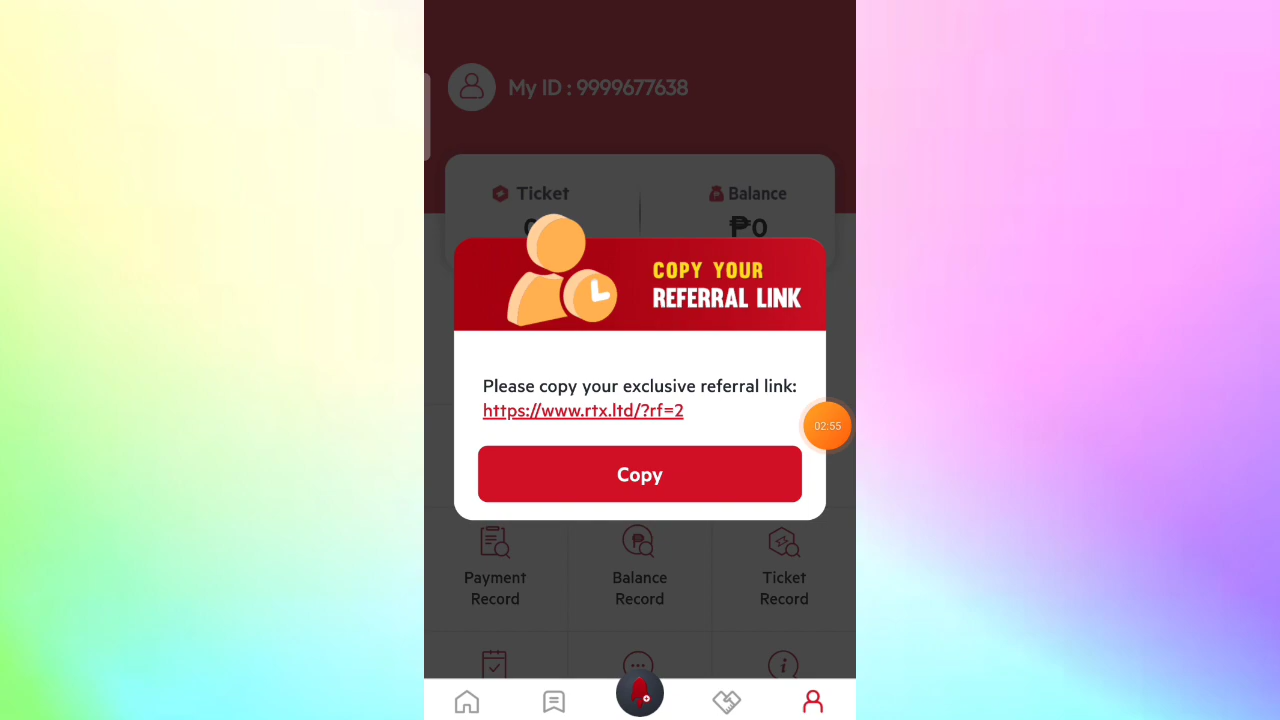 My ID : 9999677638
Ticket
Balance
₱0
COPY YOUR
REFERRAL LINK
Please copy your exclusive referral link:
https://www.rtx.ltd/?rf=2
02:55
Copy
Payment
Record
Balance
Record
Ticket
Record